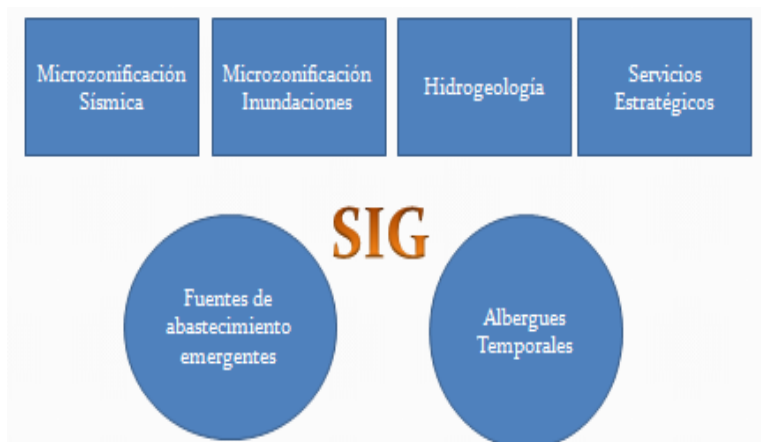 Microzonificación
Sísmica
Microzonificación
Inundaciones
Hidrogeología
Servicios
Estratégicos
SIG
Fuentes de
abastecimiento
emergentes
Albergues
Temporales